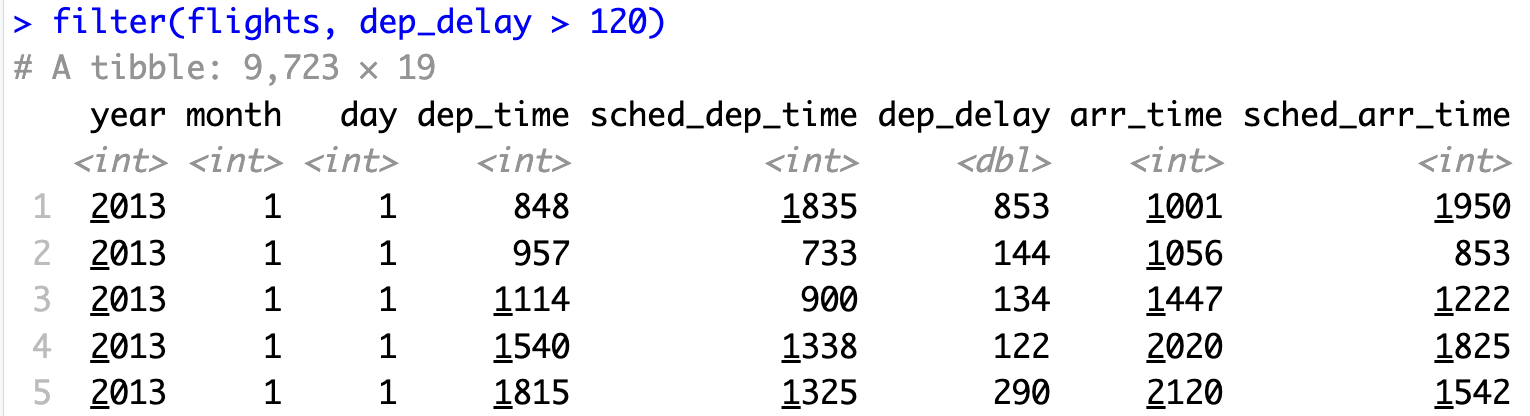 > filter(flights, dep_delay > 120)
# A tibble: 9,723 × 19
year month day dep_time sched_dep_time dep_delay arr_time sched_arr_time
<int> <int> <int> <int> <int> <dbl> <int> <int>
1 2013 1 1 848 1835 853 1001 1950
2 2013 1 1 957 733 144 1056 853
3 2013 1 1 1114 900 134 1447 1222
4 2013 1 1 1540 1338 122 2020 1825
5 2013 1 1 1815 1325 290 2120 1542